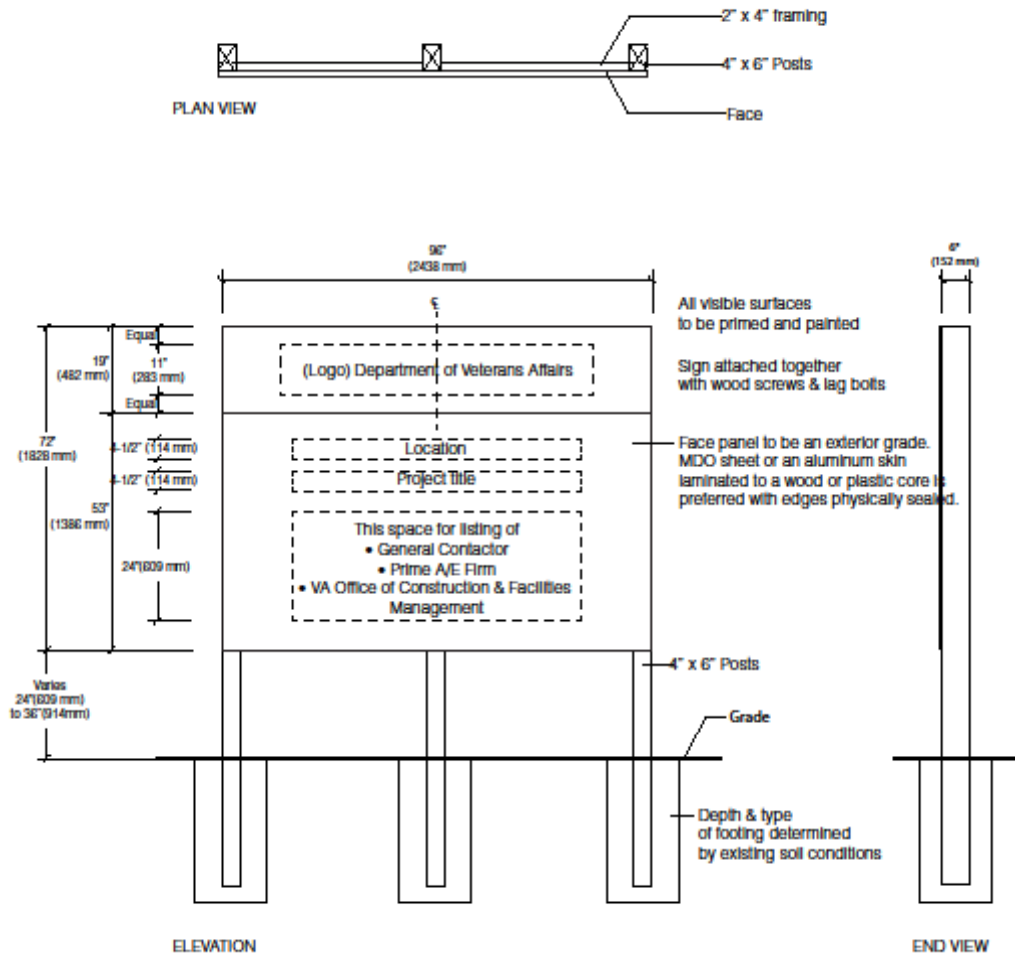 2" x 4" framing
4" x 6" Posts
Face
PLAN VIEW
96"
(2438 mm)
6"
(152 mm)
℄
All visible surfaces
to be primed and painted
Equal
19"
(482 mm)
11"
(283 mm)
(Logo) Department of Veterans Affairs
Sign attached together
with wood screws & lag bolts
Equal
72"
(1828 mm)
4-1/2" (114 mm)
Location
Face panel to be an exterior grade.
MDO sheet or an aluminum skin
laminated to a wood or plastic core is
preferred with edges physically sealed.
4-1/2" (114 mm)
Project title
53"
(1386 mm)
This space for listing of
• General Contactor
• Prime A/E Firm
• VA Office of Construction & Facilities
Management
24"(609 mm)
4" x 6" Posts
Varies
24"(609 mm)
to 36"(914mm)
Grade
Depth & type
of footing determined
by existing soil conditions
ELEVATION
END VIEW